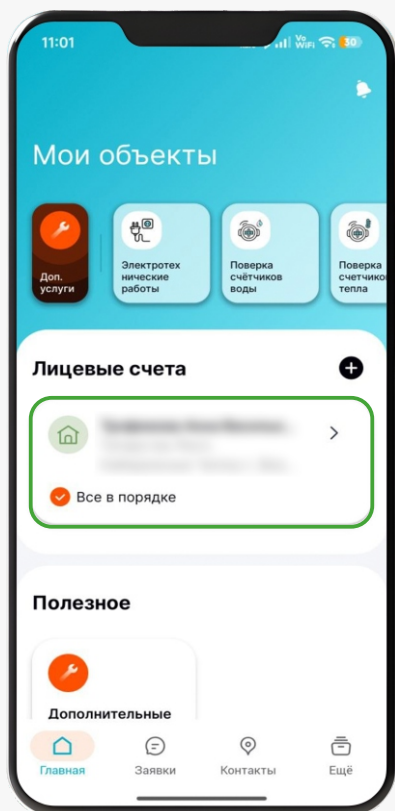 11:01
Vo
WiFi
30
Мои объекты
Доп.
услуги
Электротех
нические
работы
Поверка
счётчиков
воды
Поверка
счетчико
тепла
Лицевые счета
Все в порядке
Полезное
Дополнительные
Главная
Заявки
Контакты
Ещё